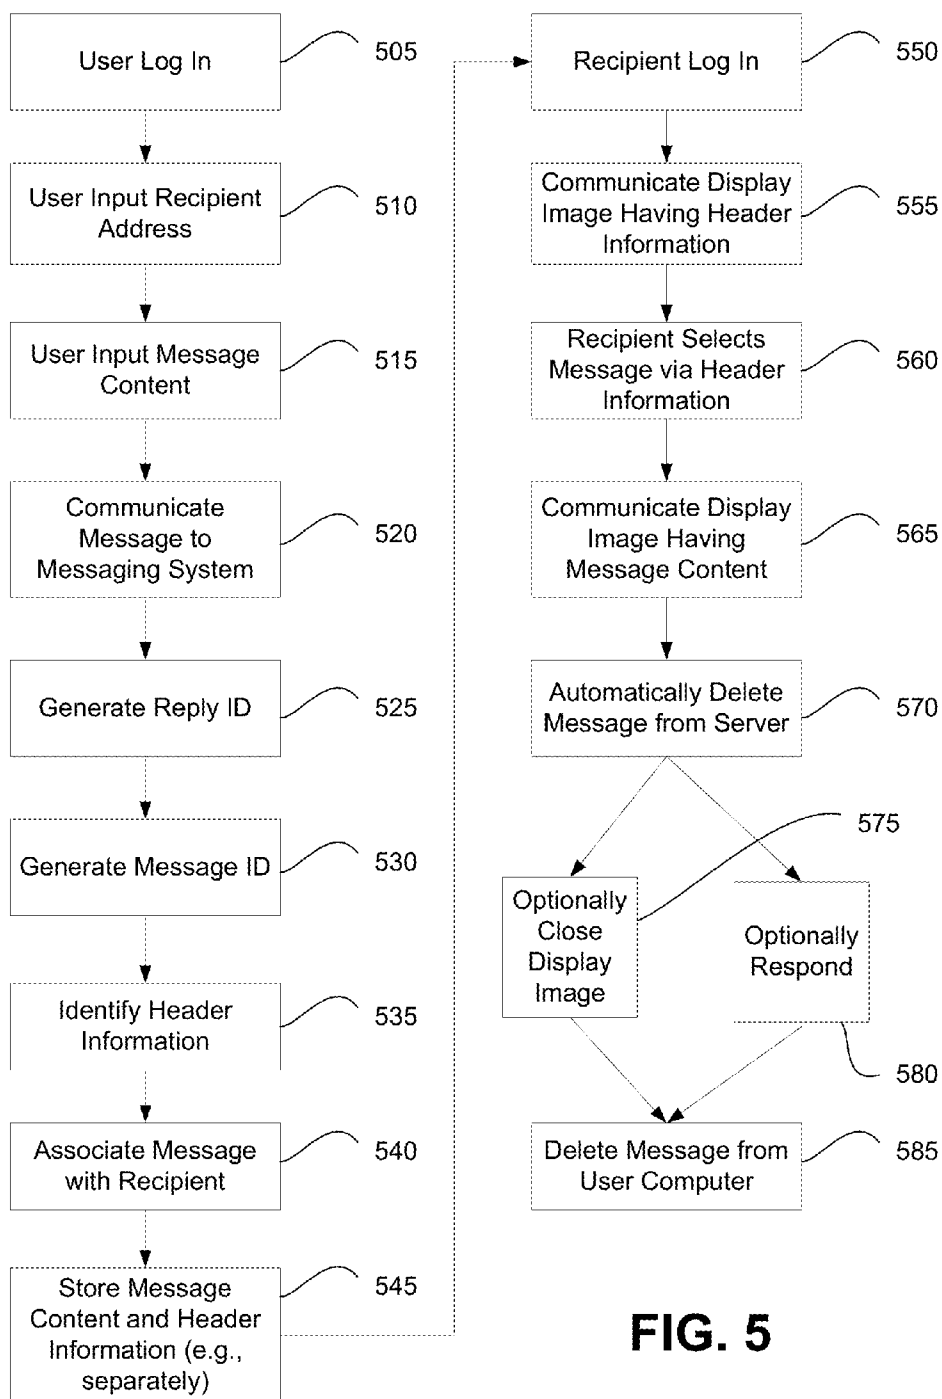 User Log In
505
User Input Recipient
Address
510
User Input Message
Content
515
Communicate
Message to
Messaging System
520
Generate Reply ID
525
Generate Message ID
530
Identify Header
Information
535
Associate Message
with Recipient
540
Store Message
Content and Header
Information (e.g.,
separately)
545
Recipient Log In
550
Communicate Display
Image Having Header
Information
555
Recipient Selects
Message via Header
Information
560
Communicate Display
Image Having
Message Content
565
Automatically Delete
Message from Server
570
575
Optionally
Close
Display
Image
Optionally
Respond
580
Delete Message from
User Computer
585
FIG. 5